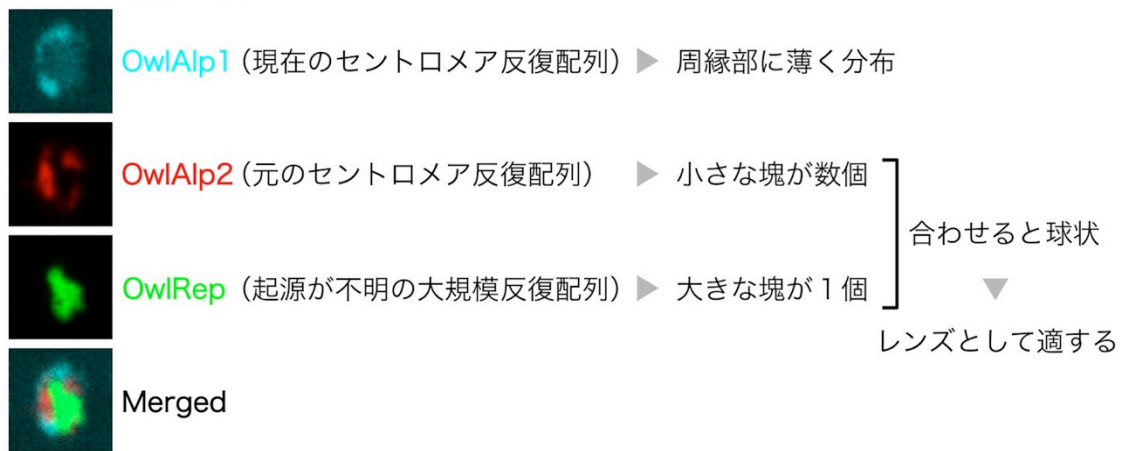 OwlAlp1（現在のセントロメア反復配列）▶ 周縁部に薄く分布
OwlAlp2（元のセントロメア反復配列）▶ 小さな塊が数個
合わせると球状
OwlRep（起源が不明の大規模反復配列）▶ 大きな塊が１個
▼
レンズとして適する
Merged